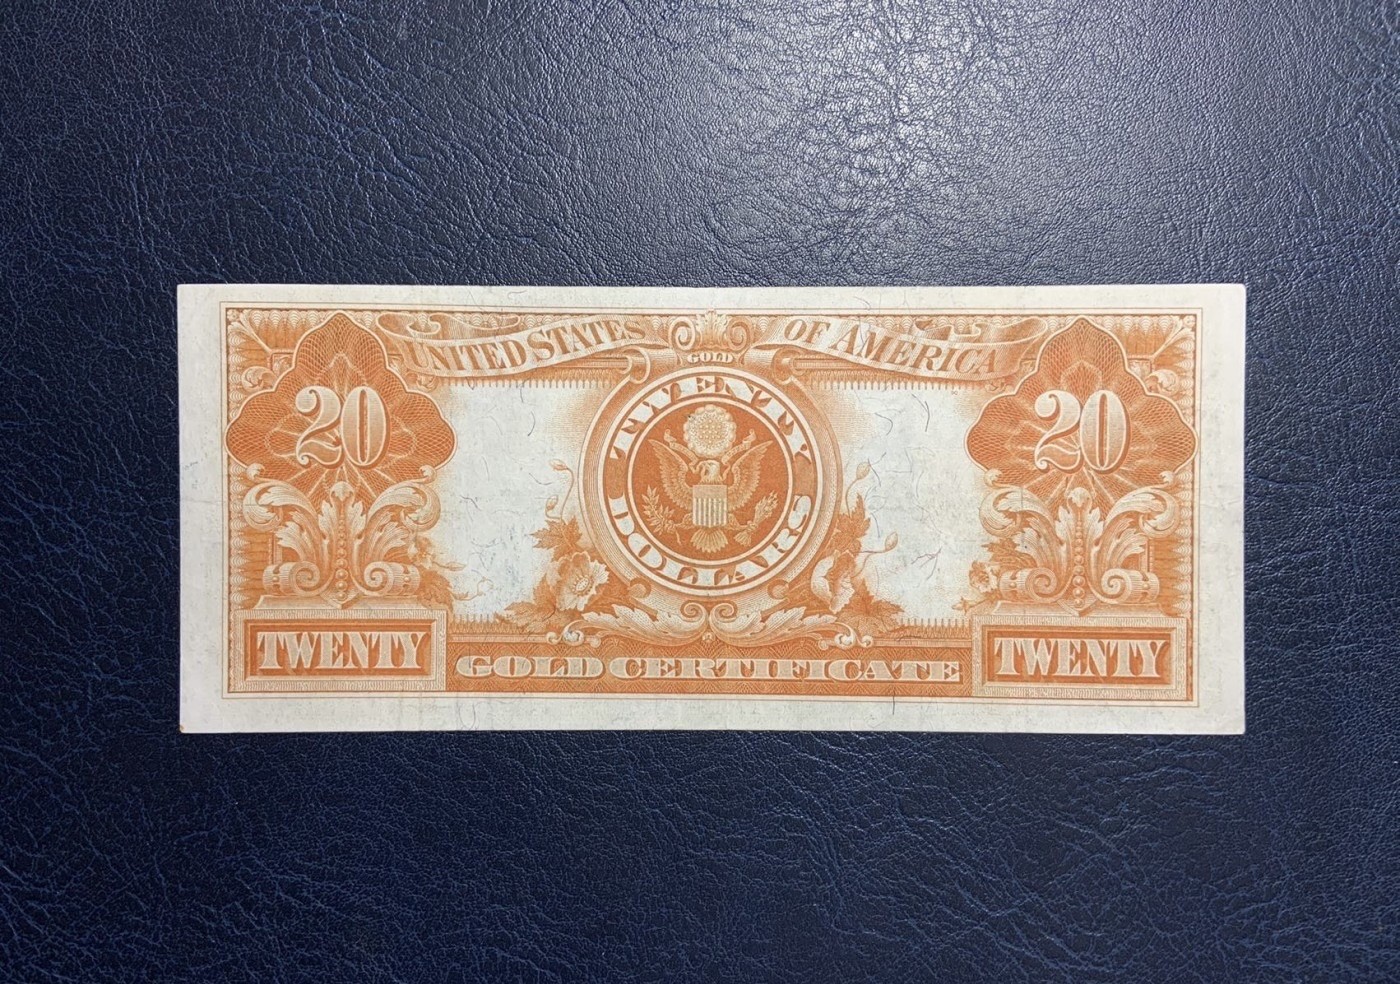 UNITED STATES OF AMERICA
GOLD
20
TWENTY DOLLARS
20
TWENTY
GOLD CERTIFICATE
TWENTY